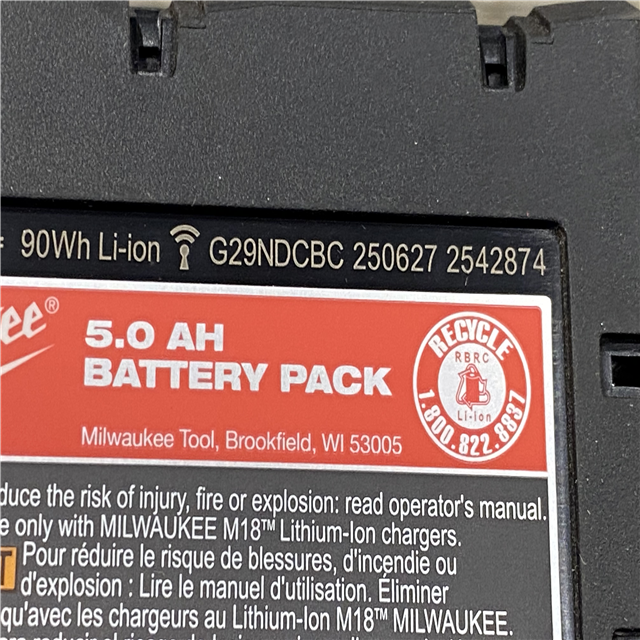 90Wh Li-ion G29NDCBC 250627 2542874
5.0 AH
BATTERY PACK
Milwaukee Tool, Brookfield, WI 53005
RECYCLE
RBRC
Li-Ion
1.800.822.8837
the risk of injury, fire or explosion: read operator's manual.
only with MILWAUKEE M18™ Lithium-Ion chargers.
Pour réduire le risque de blessures, d'incendie ou
d'explosion : Lire le manuel d'utilisation. Éliminer
qu'avec les chargeurs au Lithium-Ion M18™ MILWAUKEE.